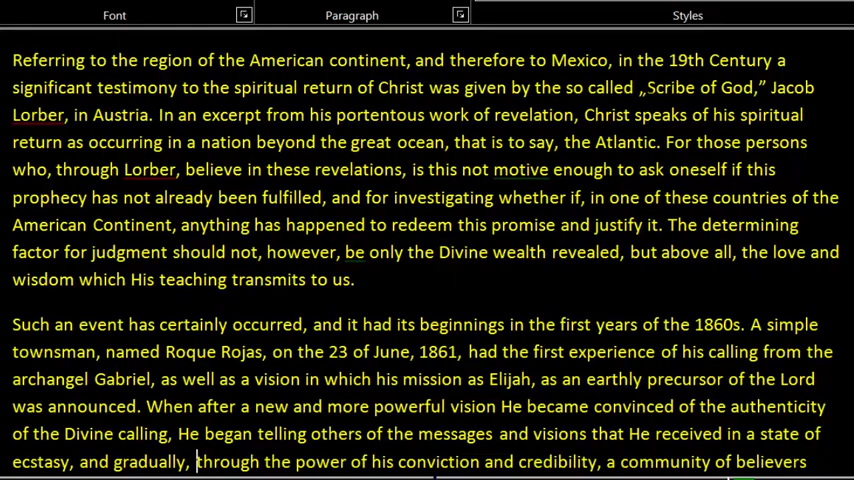 Font Paragraph Styles
Referring to the region of the American continent, and therefore to Mexico, in the 19th Century a
significant testimony to the spiritual return of Christ was given by the so called „Scribe of God,” Jacob
Lorber, in Austria. In an excerpt from his portentous work of revelation, Christ speaks of his spiritual
return as occurring in a nation beyond the great ocean, that is to say, the Atlantic. For those persons
who, through Lorber, believe in these revelations, is this not motive enough to ask oneself if this
prophecy has not already been fulfilled, and for investigating whether if, in one of these countries of the
American Continent, anything has happened to redeem this promise and justify it. The determining
factor for judgment should not, however, be only the Divine wealth revealed, but above all, the love and
wisdom which His teaching transmits to us.
Such an event has certainly occurred, and it had its beginnings in the first years of the 1860s. A simple
townsman, named Roque Rojas, on the 23 of June, 1861, had the first experience of his calling from the
archangel Gabriel, as well as a vision in which his mission as Elijah, as an earthly precursor of the Lord
was announced. When after a new and more powerful vision He became convinced of the authenticity
of the Divine calling, He began telling others of the messages and visions that He received in a state of
ecstasy, and gradually, through the power of his conviction and credibility, a community of believers